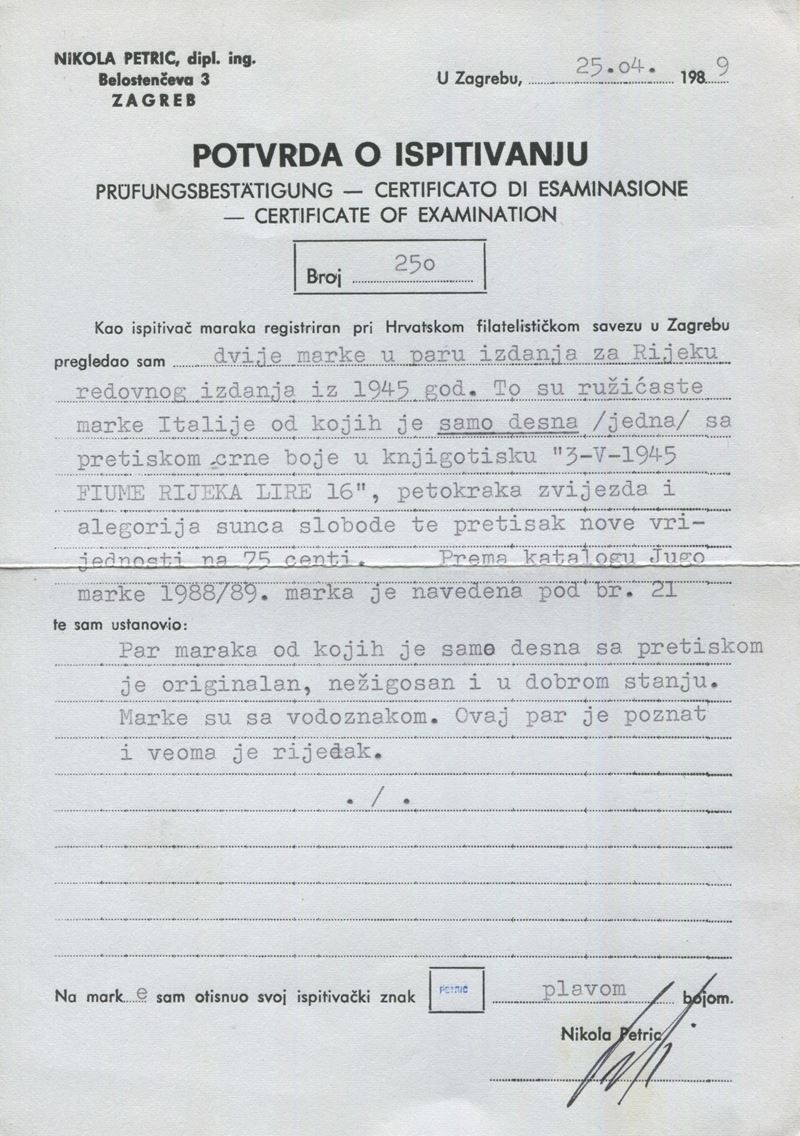 NIKOLA PETRIC, dipl. ing.
Belostenčeva 3
ZAGREB
U Zagrebu, 25.04. 1989
POTVRDA O ISPITIVANJU
PRÜFUNGSBESTÄTIGUNG — CERTIFICATO DI ESAMINASIONE
— CERTIFICATE OF EXAMINATION
Broj 250
Kao ispitivač maraka registriran pri Hrvatskom filatelističkom savezu u Zagrebu
pregledao sam dvije marke u paru izdanja za Rijeku
redovnog izdanja iz 1945 god. To su ružićaste
marke Italije od kojih je samo desna /jedna/ sa
pretiskom crne boje u knjigotisku "3-V-1945
FIUME RIJEKA LIRE 16", petokraka zvijezda i
alegorija sunca slobode te pretisak nove vri-
jednosti na 75 centi. Prema katalogu Jugo
marke 1988/89. marka je navedena pod br. 21
te sam ustanovio:
Par maraka od kojih je samo desna sa pretiskom
je originalan, nežigosan i u dobrom stanju.
Marke su sa vodoznakom. Ovaj par je poznat
i veoma je rijedak.
./.
Na marke sam otisnuo svoj ispitivački znak PETRIĆ plavom bojom.
Nikola Petric